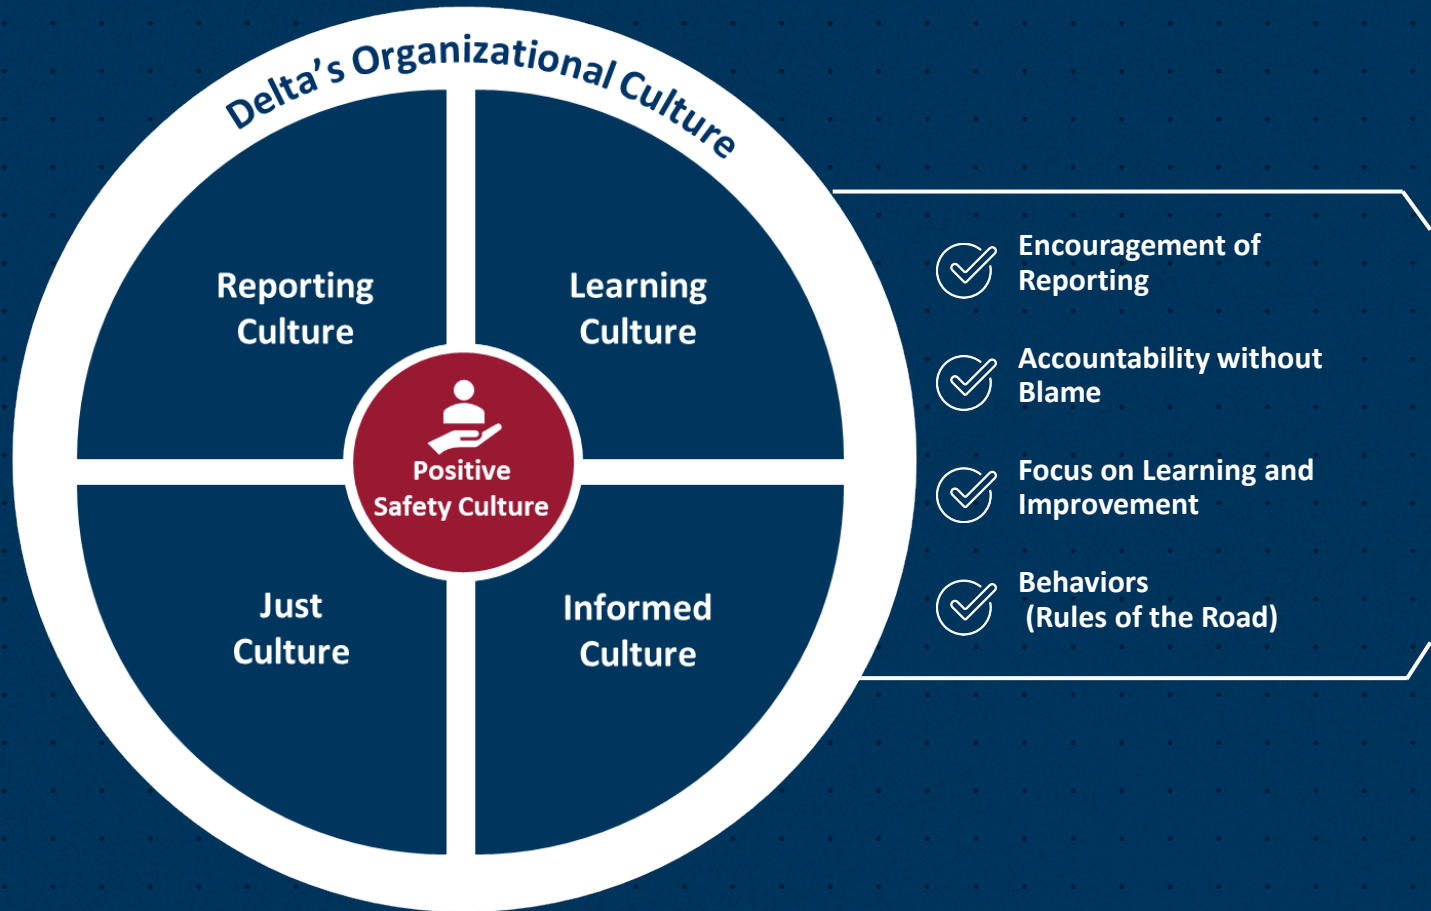 Delta's Organizational Culture
Reporting
Culture
Learning
Culture
Positive
Safety Culture
Just
Culture
Informed
Culture
Encouragement of
Reporting
Accountability without
Blame
Focus on Learning and
Improvement
Behaviors
(Rules of the Road)